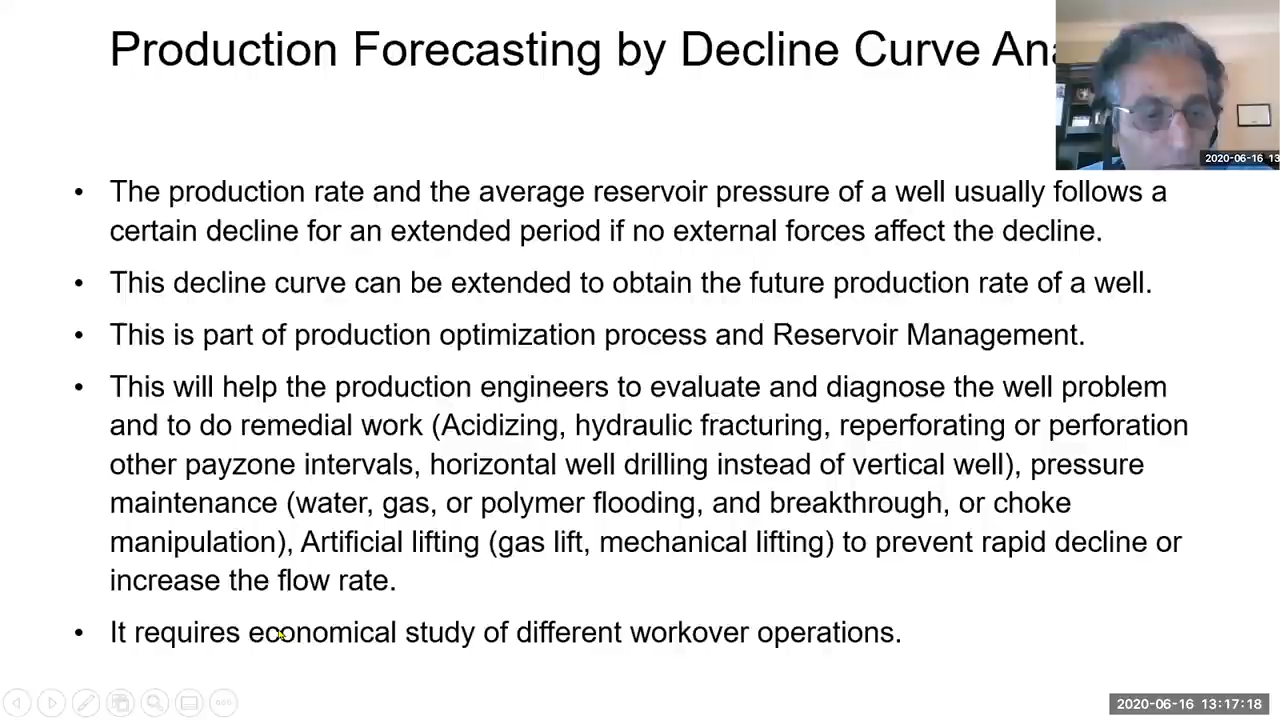 Production Forecasting by Decline Curve Ana
2020-06-16 13
• The production rate and the average reservoir pressure of a well usually follows a
certain decline for an extended period if no external forces affect the decline.
• This decline curve can be extended to obtain the future production rate of a well.
• This is part of production optimization process and Reservoir Management.
• This will help the production engineers to evaluate and diagnose the well problem
and to do remedial work (Acidizing, hydraulic fracturing, reperforating or perforation
other payzone intervals, horizontal well drilling instead of vertical well), pressure
maintenance (water, gas, or polymer flooding, and breakthrough, or choke
manipulation), Artificial lifting (gas lift, mechanical lifting) to prevent rapid decline or
increase the flow rate.
• It requires economical study of different workover operations.
2020-06-16 13:17:18